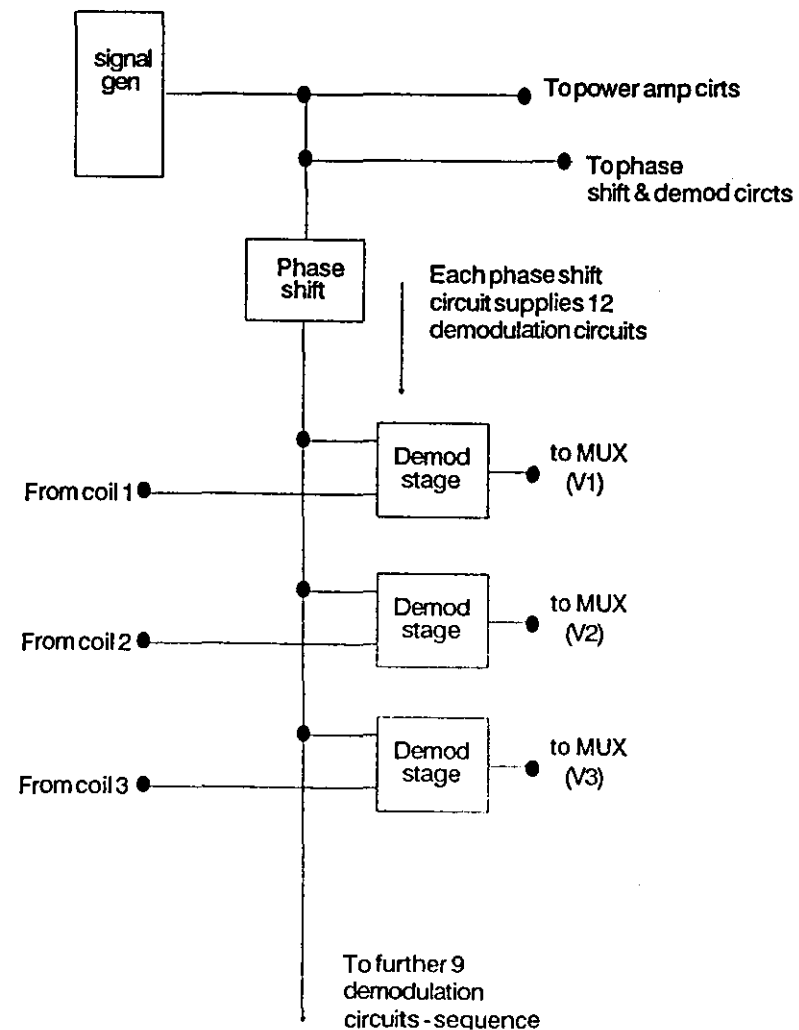 signal
gen
To power amp cirts
To phase
shift & demod circts
Phase
shift
Each phase shift
circuit supplies 12
demodulation circuits
Demod
stage
to MUX
(V1)
From coil 1
Demod
stage
to MUX
(V2)
From coil 2
Demod
stage
to MUX
(V3)
From coil 3
To further 9
demodulation
circuits - sequence